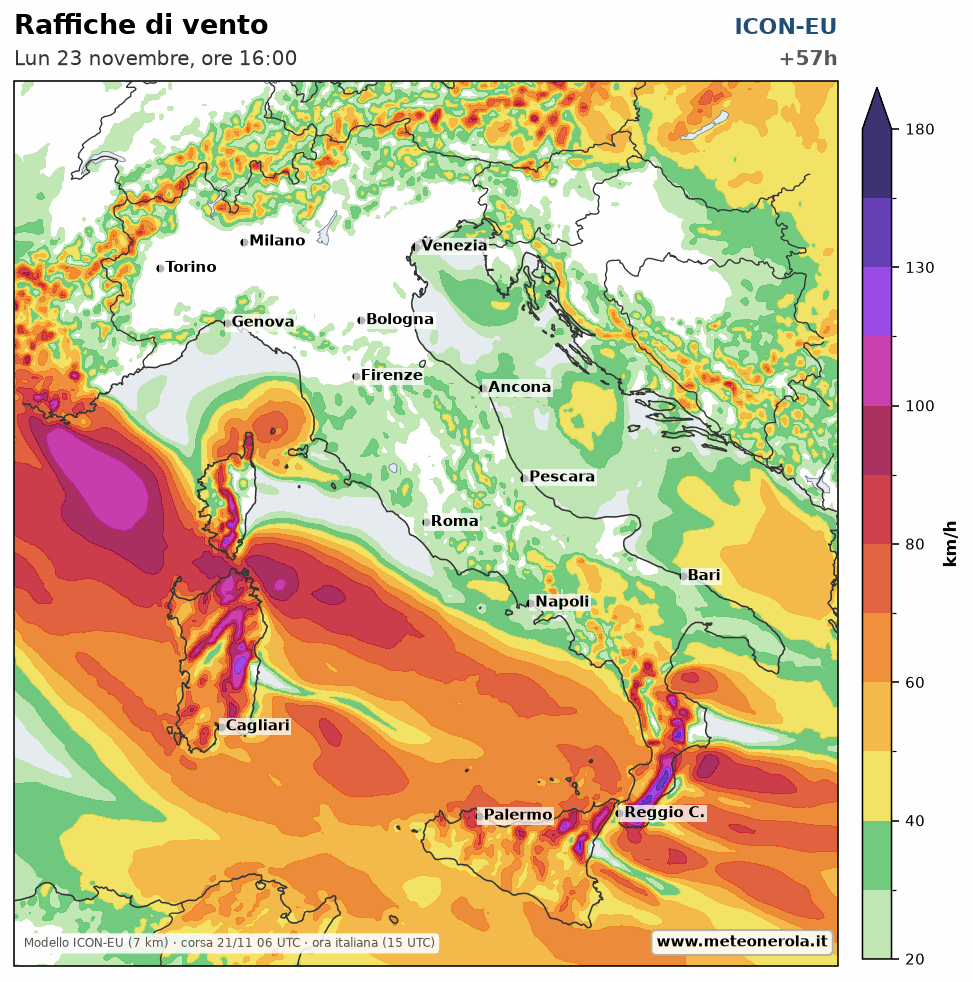 Raffiche di vento
ICON-EU
Lun 23 novembre, ore 16:00
+57h
180
130
100
80
60
40
20
km/h
Milano
Venezia
Torino
Genova
Bologna
Firenze
Ancona
Pescara
Roma
Bari
Napoli
Cagliari
Palermo
Reggio C.
Modello ICON-EU (7 km) · corsa 21/11 06 UTC · ora italiana (15 UTC)
www.meteonerola.it